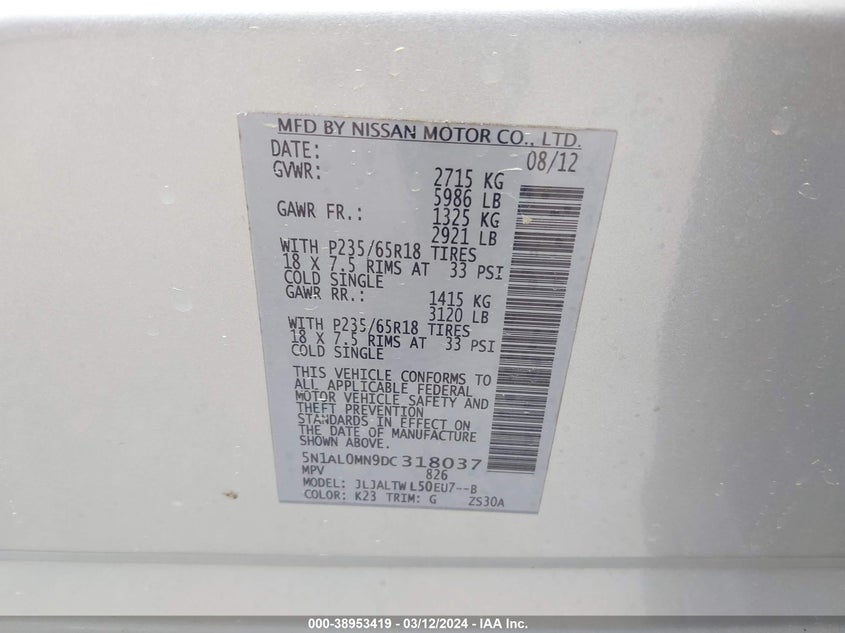 MFD BY NISSAN MOTOR CO., LTD.
DATE: 08/12
GVWR: 2715 KG
5986 LB
GAWR FR.: 1325 KG
2921 LB
WITH P235/65R18 TIRES
18 X 7.5 RIMS AT 33 PSI
COLD SINGLE
GAWR RR.: 1415 KG
3120 LB
WITH P235/65R18 TIRES
18 X 7.5 RIMS AT 33 PSI
COLD SINGLE
THIS VEHICLE CONFORMS TO
ALL APPLICABLE FEDERAL
MOTOR VEHICLE SAFETY AND
THEFT PREVENTION
STANDARDS IN EFFECT ON
THE DATE OF MANUFACTURE
SHOWN ABOVE.
5N1AL0MN9DC318037
MPV 826
MODEL: JLJALTWL50EU7--B
COLOR: K23 TRIM: G ZS30A
000-38953419 - 03/12/2024 - IAA Inc.